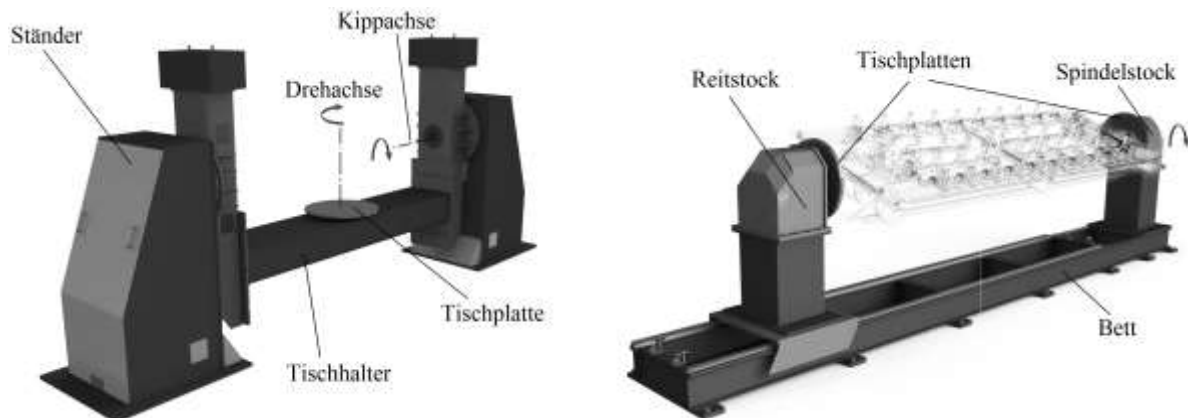 Ständer
Kippachse
Drehachse
Tischplatte
Tischhalter
Tischplatten
Reitstock
Spindelstock
Bett